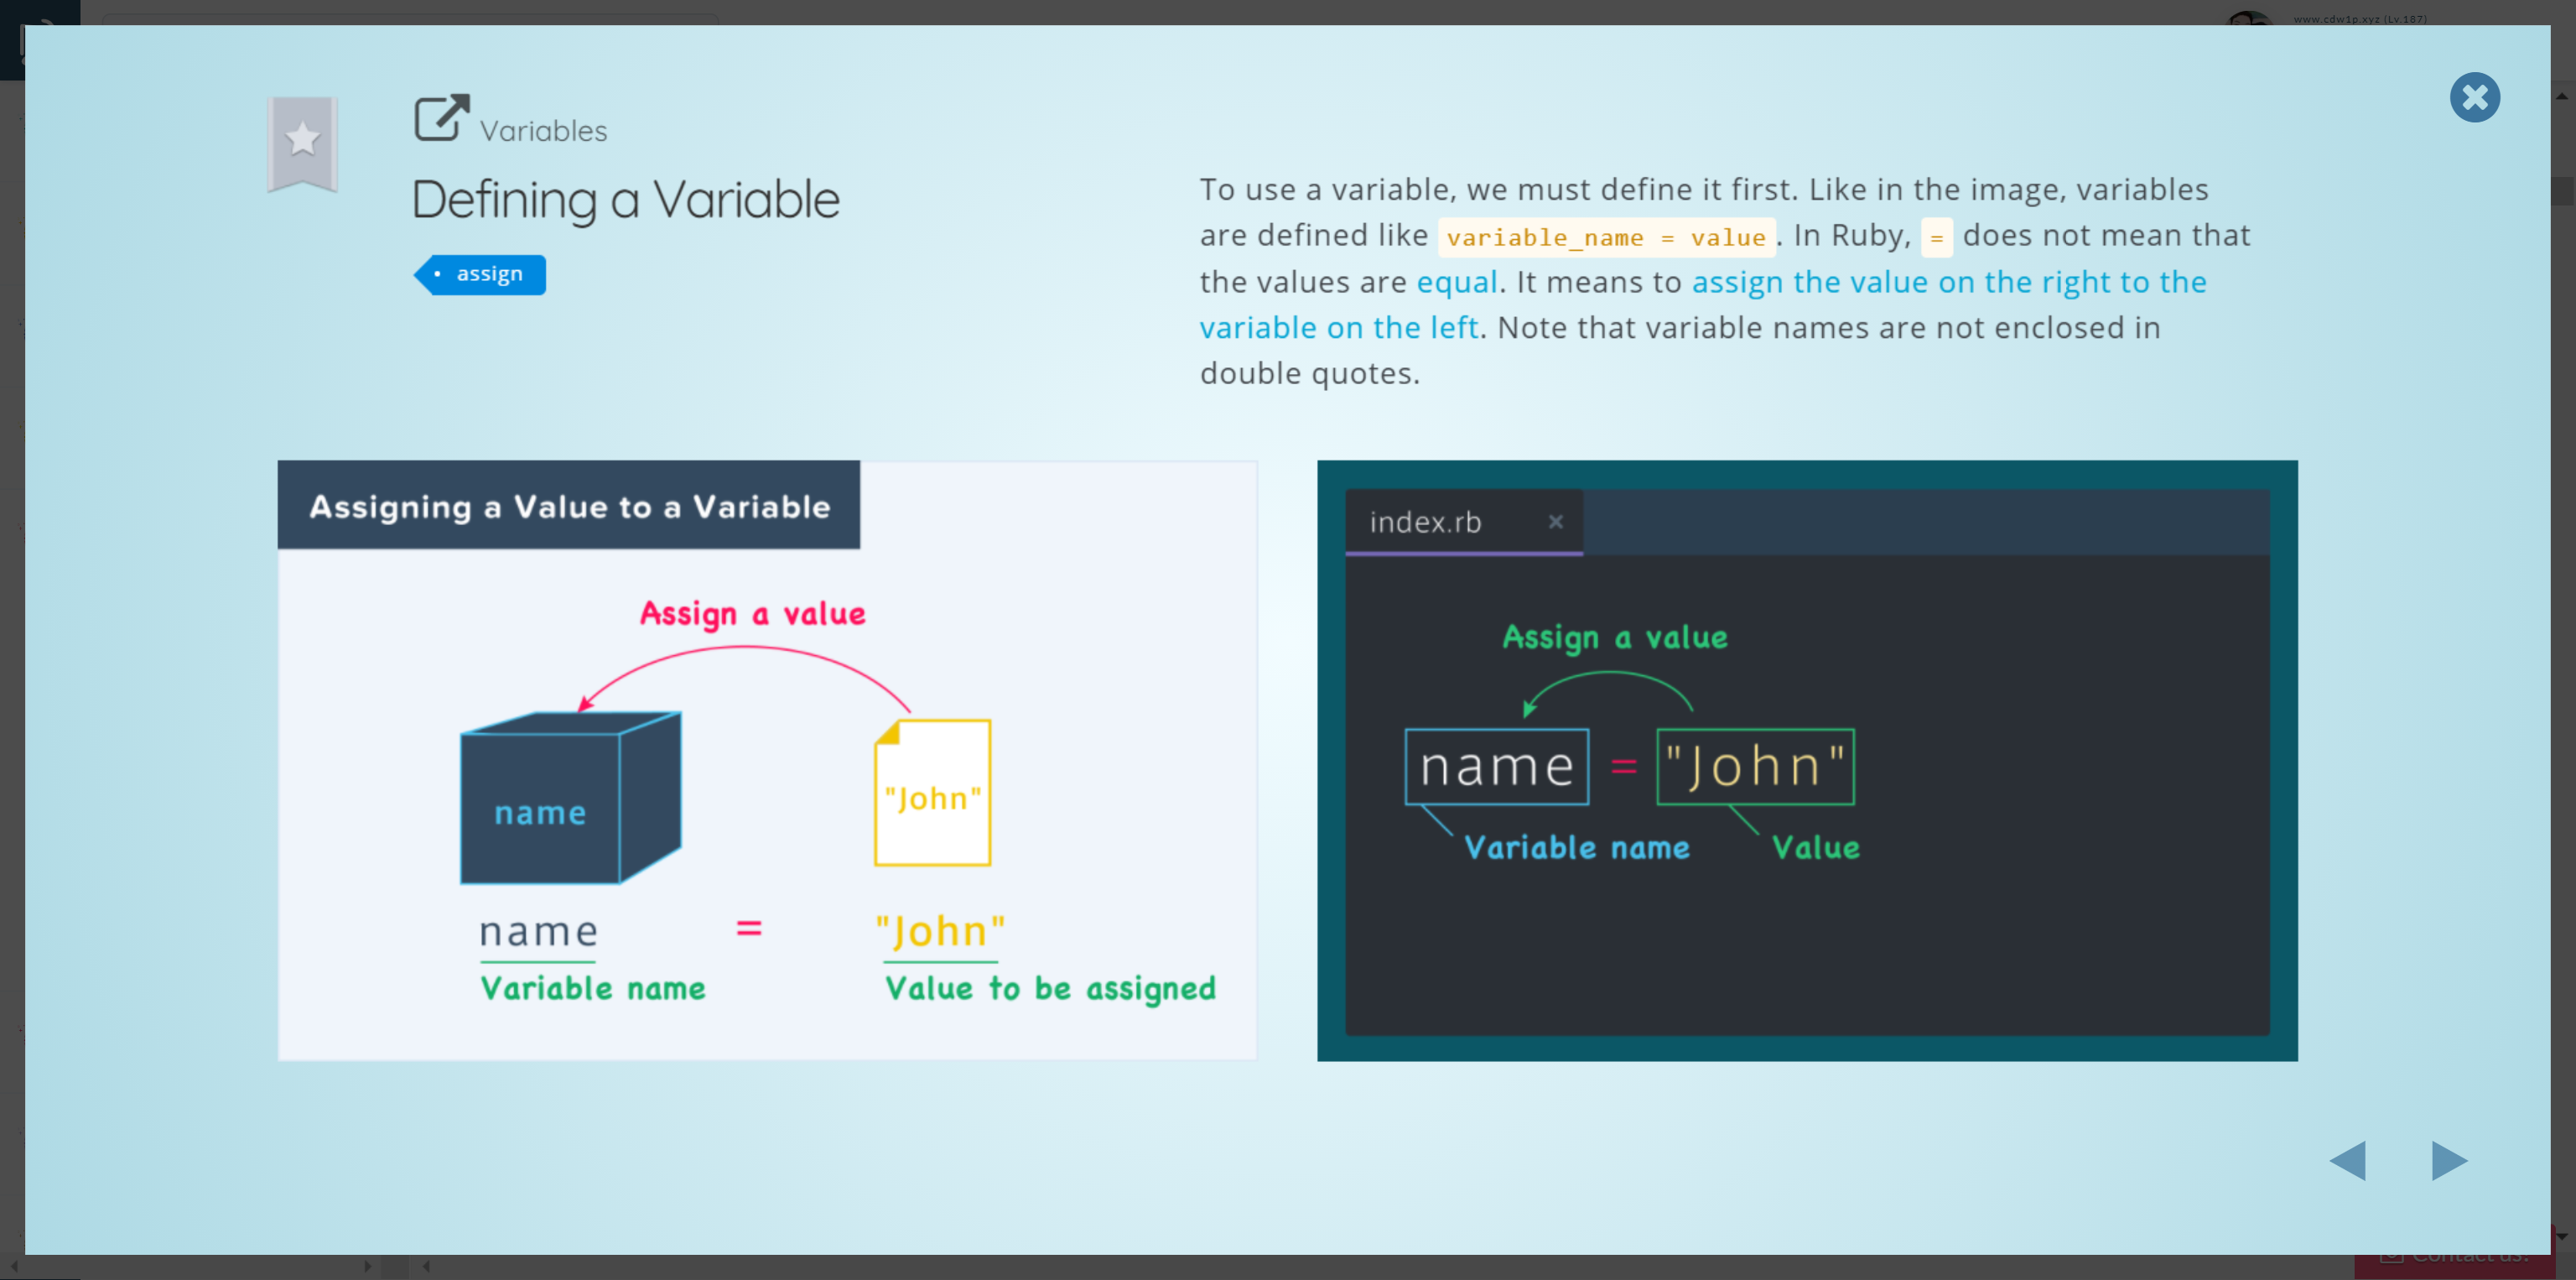 www.cdw1p.xyz (Lv.187)
Variables
Defining a Variable
assign
To use a variable, we must define it first. Like in the image, variables
are defined like variable_name = value. In Ruby, = does not mean that
the values are equal. It means to assign the value on the right to the
variable on the left. Note that variable names are not enclosed in
double quotes.
Assigning a Value to a Variable
Assign a value
name
"John"
name = "John"
Variable name
Value to be assigned
index.rb
Assign a value
name = "John"
Variable name
Value
Contact us!